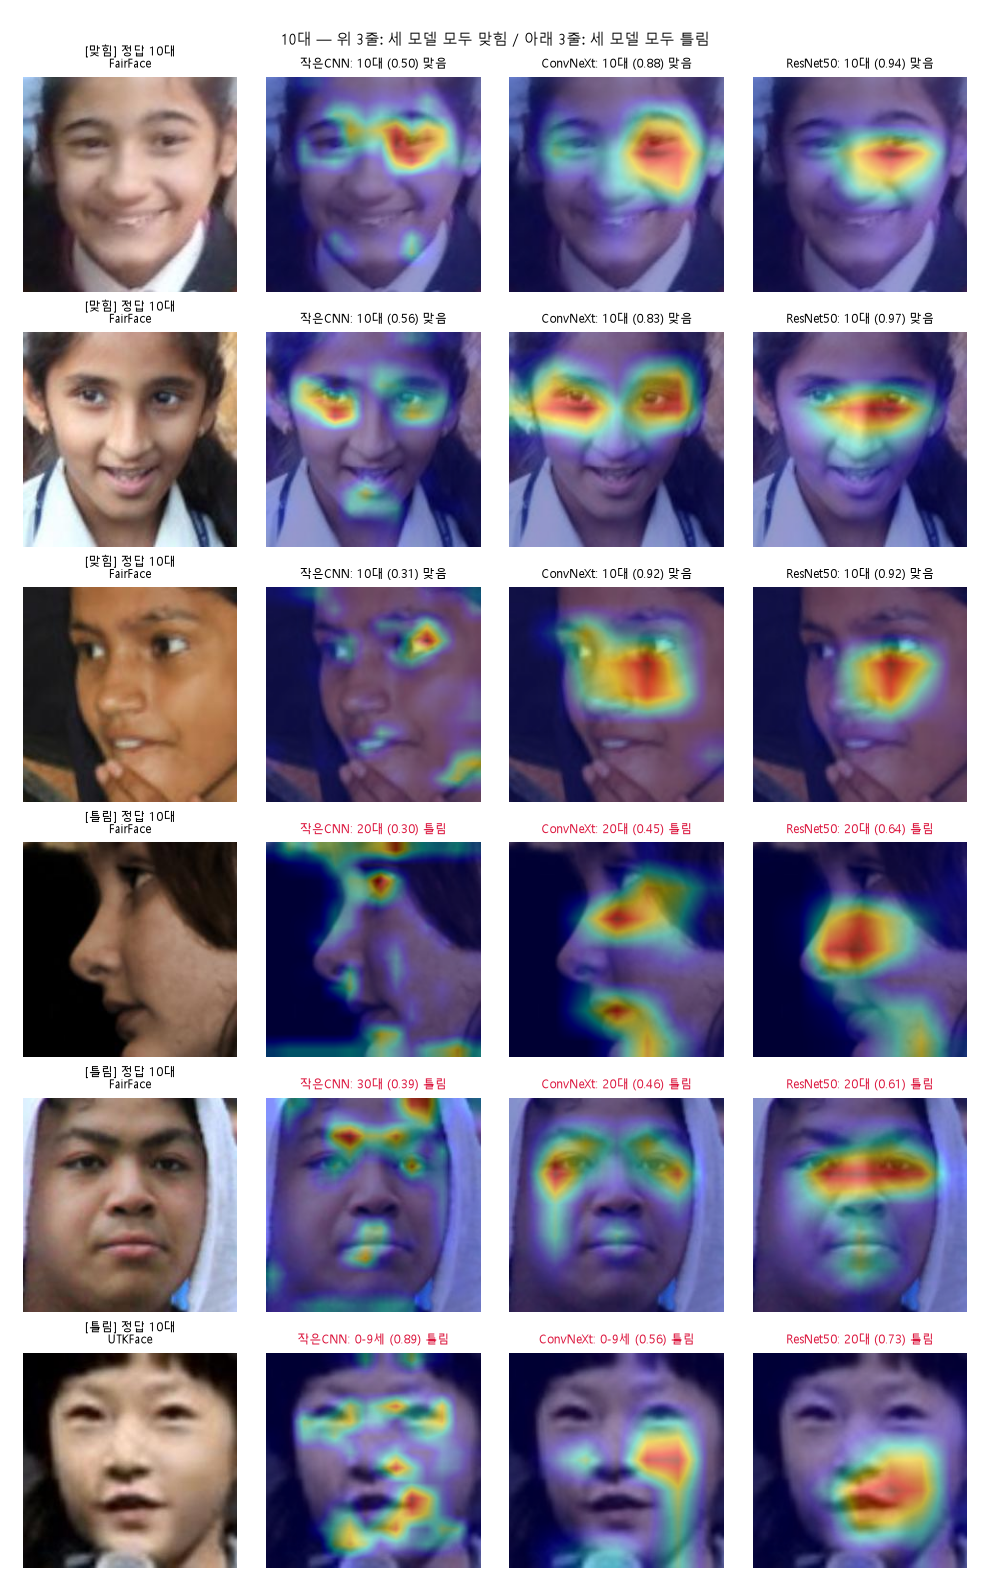 10대 — 위 3줄: 세 모델 모두 맞힘 / 아래 3줄: 세 모델 모두 틀림
[맞힘] 정답 10대
FairFace
작은CNN: 10대 (0.50) 맞음
ConvNeXt: 10대 (0.88) 맞음
ResNet50: 10대 (0.94) 맞음
[맞힘] 정답 10대
FairFace
작은CNN: 10대 (0.56) 맞음
ConvNeXt: 10대 (0.83) 맞음
ResNet50: 10대 (0.97) 맞음
[맞힘] 정답 10대
FairFace
작은CNN: 10대 (0.31) 맞음
ConvNeXt: 10대 (0.92) 맞음
ResNet50: 10대 (0.92) 맞음
[틀림] 정답 10대
FairFace
작은CNN: 20대 (0.30) 틀림
ConvNeXt: 20대 (0.45) 틀림
ResNet50: 20대 (0.64) 틀림
[틀림] 정답 10대
FairFace
작은CNN: 30대 (0.39) 틀림
ConvNeXt: 20대 (0.46) 틀림
ResNet50: 20대 (0.61) 틀림
[틀림] 정답 10대
UTKFace
작은CNN: 0-9세 (0.89) 틀림
ConvNeXt: 0-9세 (0.56) 틀림
ResNet50: 20대 (0.73) 틀림